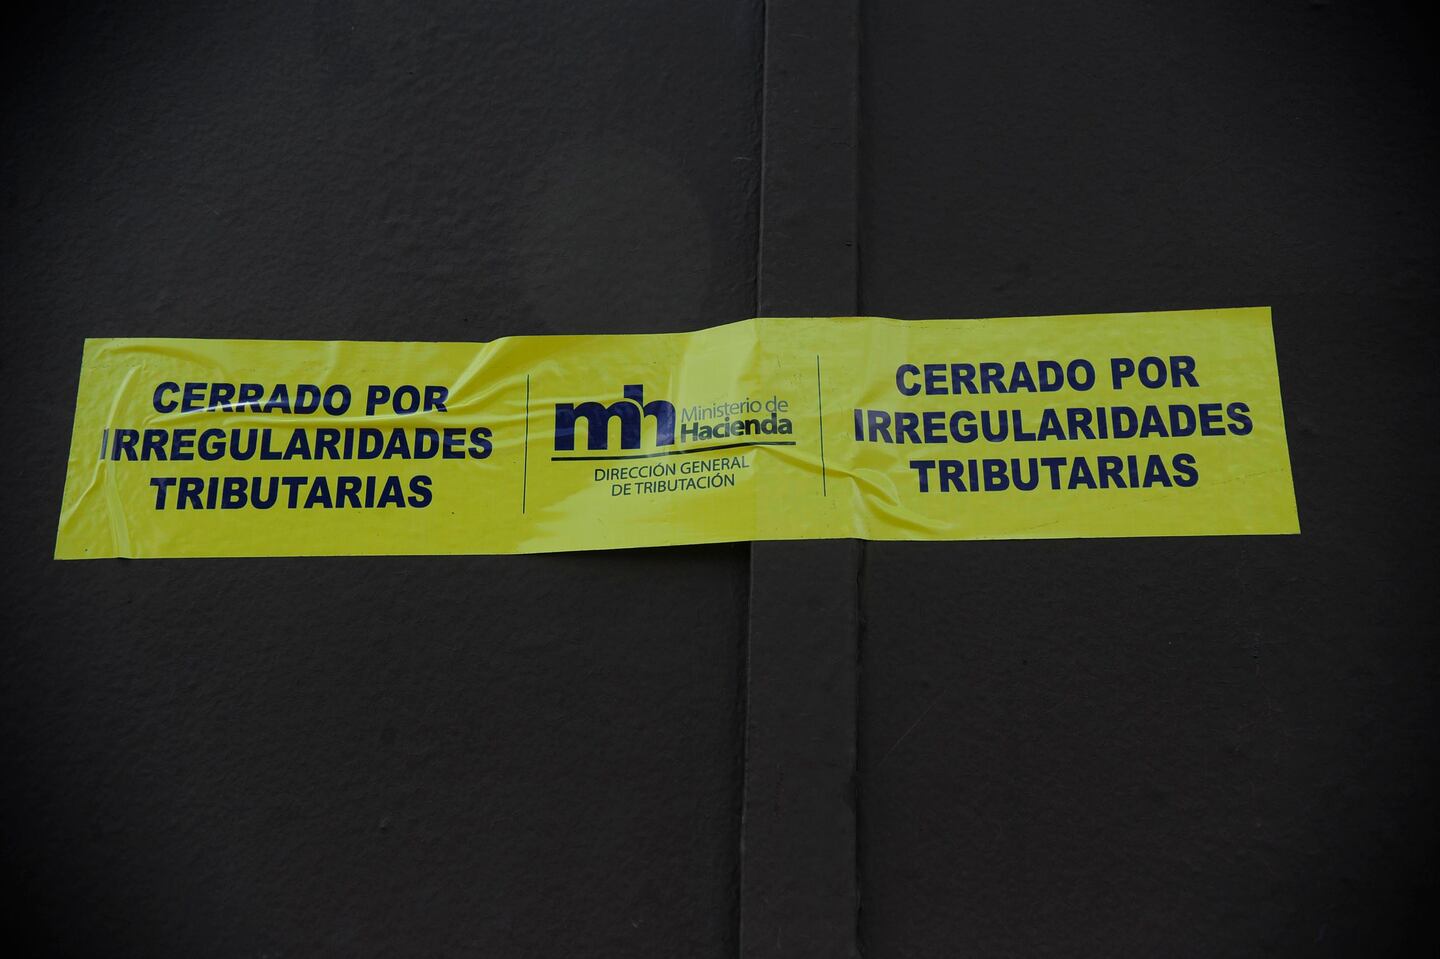 CERRADO POR
IRREGULARIDADES
TRIBUTARIAS
mh Ministerio de
Hacienda
DIRECCIÓN GENERAL
DE TRIBUTACIÓN
CERRADO POR
IRREGULARIDADES
TRIBUTARIAS